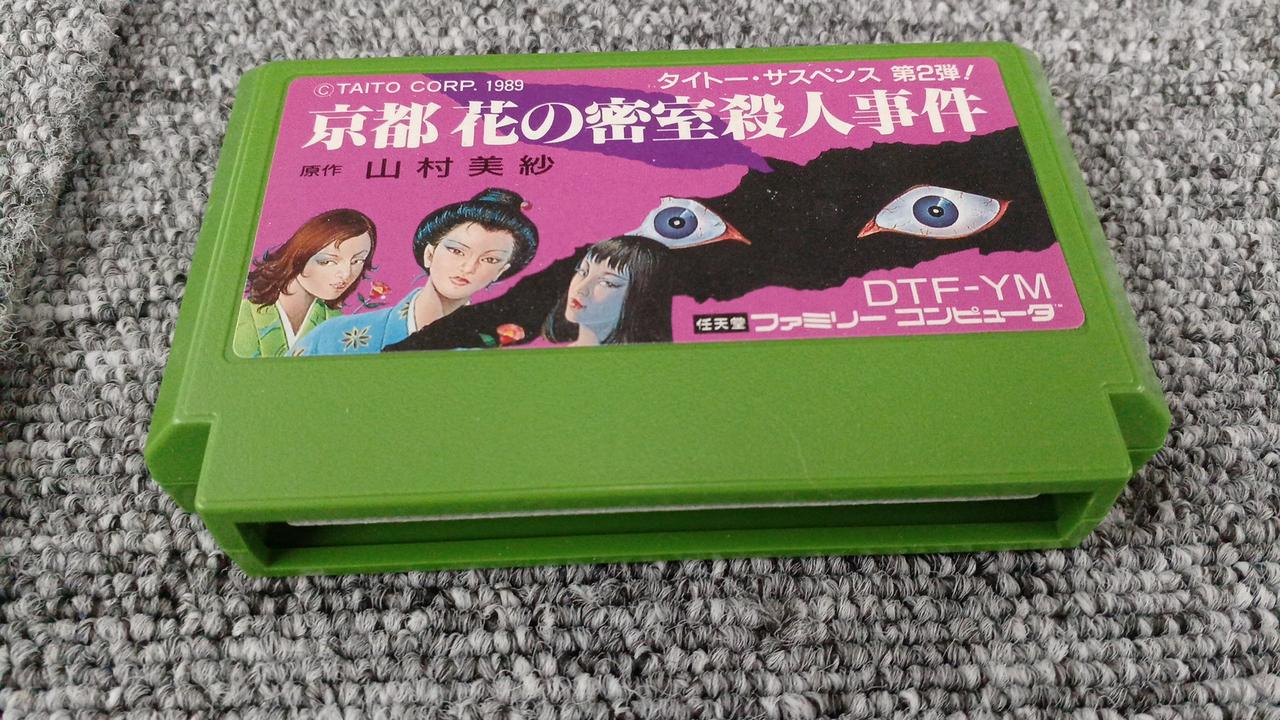 ©TAITO CORP. 1989
タイトー・サスペンス 第2弾!
京都 花の密室殺人事件
原作 山村美紗
DTF-YM
任天堂 ファミリーコンピュータ™